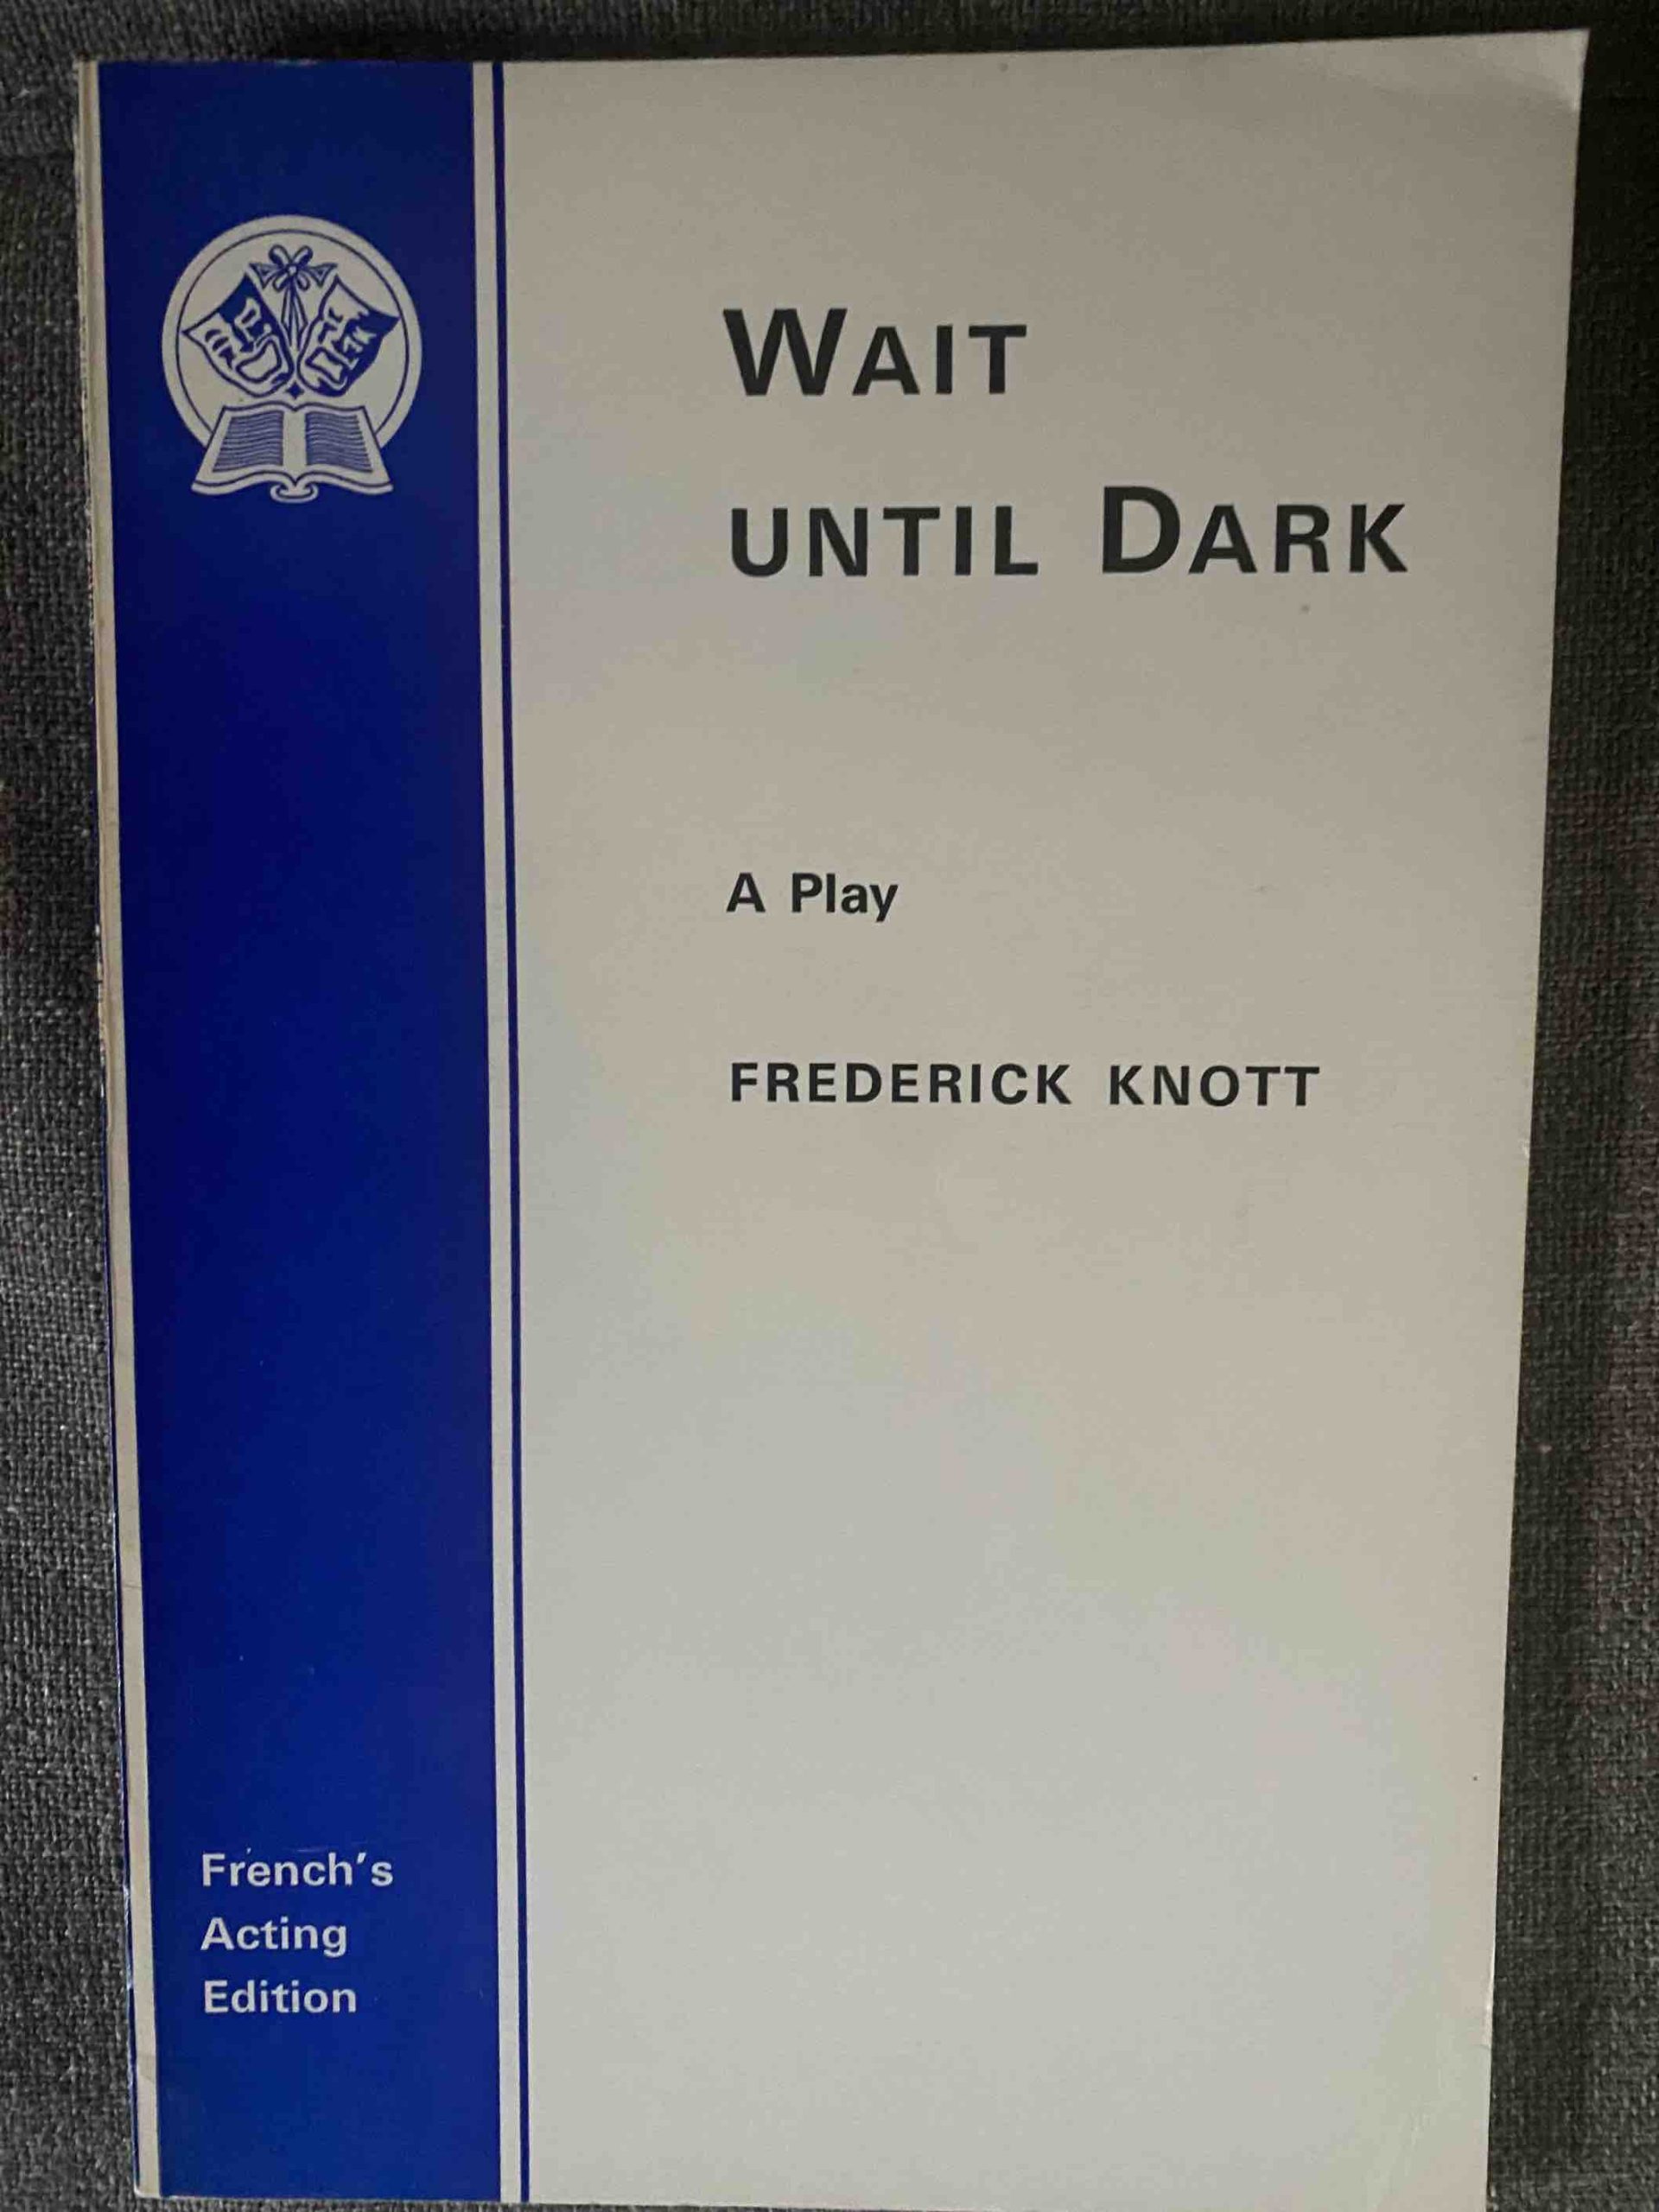 WAIT
UNTIL DARK
A Play
FREDERICK KNOTT
French's
Acting
Edition